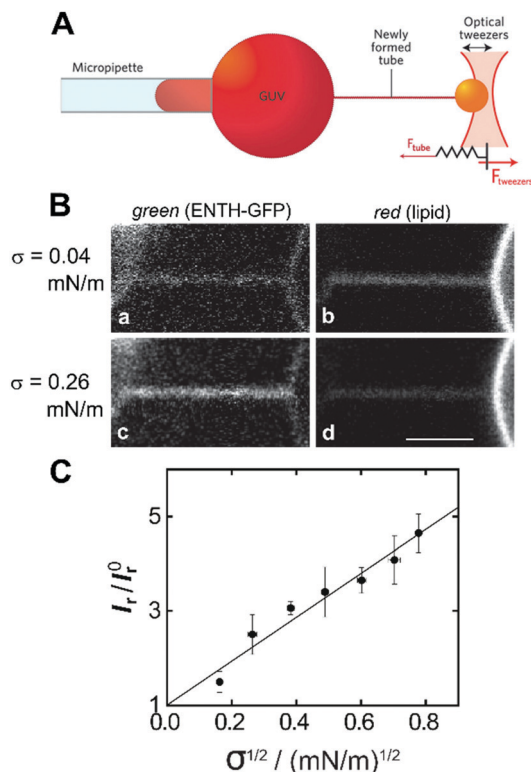 A
Micropipette
GUV
Newly
formed
tube
Optical
tweezers
F_tube
F_tweezers
B
green (ENTH-GFP)
red (lipid)
σ = 0.04
mN/m
a
b
σ = 0.26
mN/m
c
d
C
I_r / I_r^0
5
3
1
0.0 0.2 0.4 0.6 0.8
σ^1/2 / (mN/m)^1/2